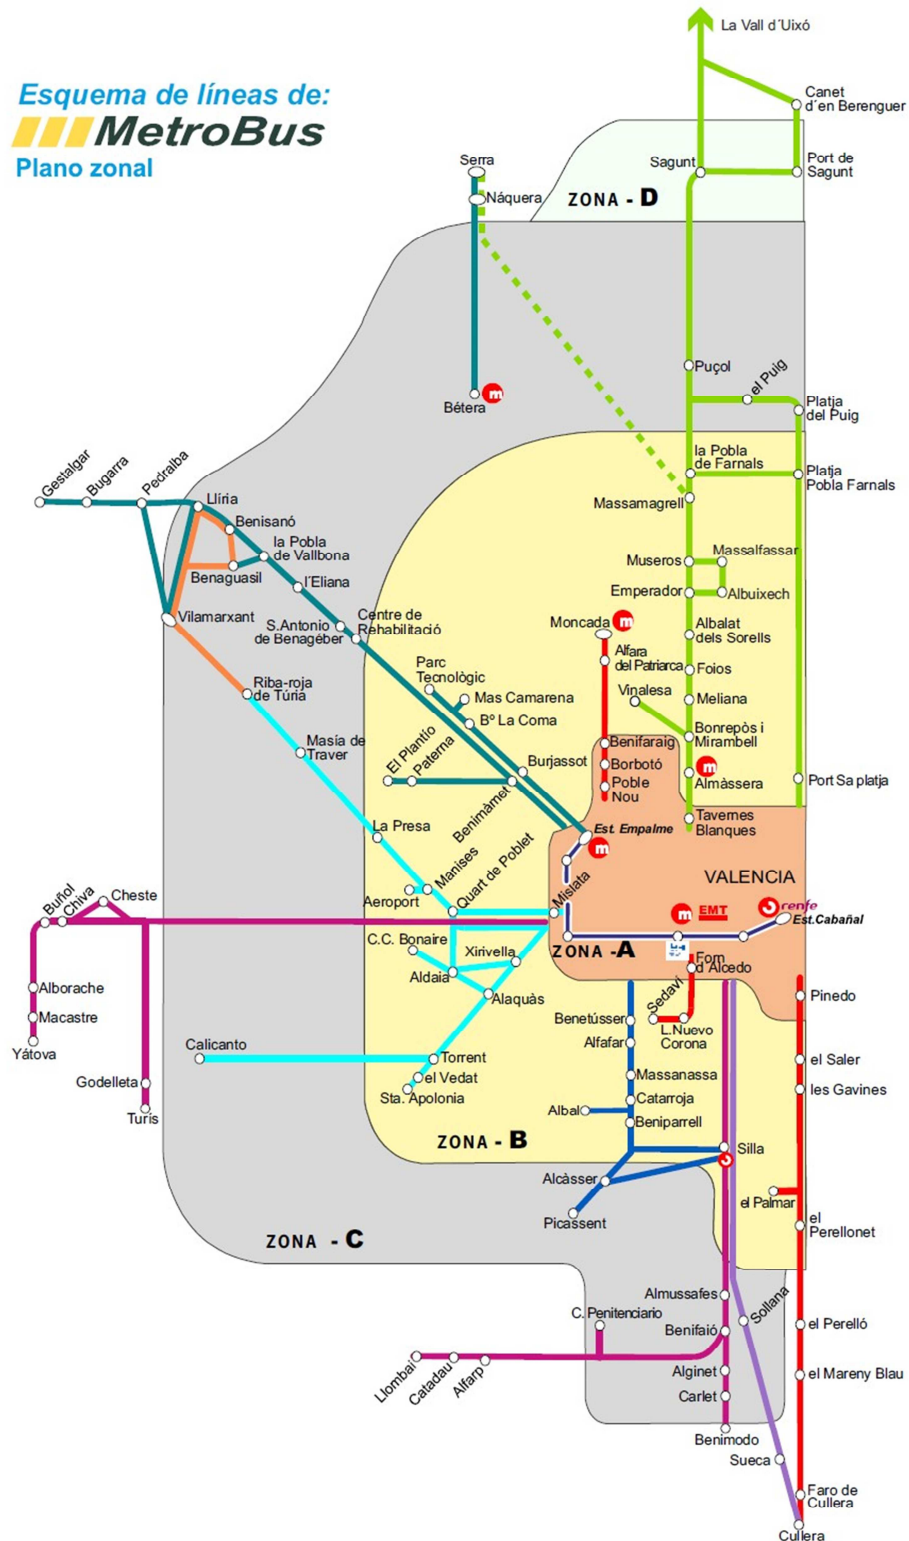 La Vall d´Uixó
Esquema de líneas de:
MetroBus
Plano zonal
Canet
d´en Berenguer
Serra
Sagunt
Port de
Sagunt
Náquera
ZONA - D
Puçol
el Puig
Platja
del Puig
Bétera
m
la Pobla
de Farnals
Platja
Pobla Farnals
Massamagrell
Gestalgar
Bugarra
Pedralba
Llíria
Benisanó
la Pobla
de Vallbona
Benaguasil
l´Eliana
Vilamarxant
S.Antonio
de Benagéber
Centre de
Rehabilitació
Museros
Massalfassar
Emperador
Albuixech
Moncada
m
Albalat
dels Sorells
Alfara
del Patriarca
Foios
Vinalesa
Meliana
Bonrepòs i
Mirambell
Parc
Tecnològic
Mas Camarena
Bº La Coma
Riba-roja
de Túria
Masía de
Traver
El Plantío
Paterna
Burjassot
Benimàmet
Benifaraig
Borbotó
Poble
Nou
m
Almàssera
Port Sa platja
Tavernes
Blanques
La Presa
Est. Empalme
m
Manises
Quart de Poblet
Aeroport
Mislata
VALENCIA
m
EMT
renfe
Est.Cabañal
Buñol
Chiva
Cheste
C.C. Bonaire
Xirivella
Aldaia
Alaquàs
ZONA -A
Forn
d´Alcedo
Sedaví
L.Nuevo
Corona
Pinedo
Alborache
Macastre
Yátova
Godelleta
Turís
Calicanto
Torrent
el Vedat
Sta. Apolonia
Benetússer
Alfafar
Massanassa
Catarroja
Albal
Beniparrell
el Saler
les Gavines
ZONA - B
Silla
Alcàsser
Picassent
el Palmar
el
Perellonet
ZONA - C
Almussafes
Sollana
C. Penitenciario
Benifaió
el Perelló
Llombai
Catadau
Alfarp
Alginet
Carlet
el Mareny Blau
Benimodo
Sueca
Faro de
Cullera
Cullera